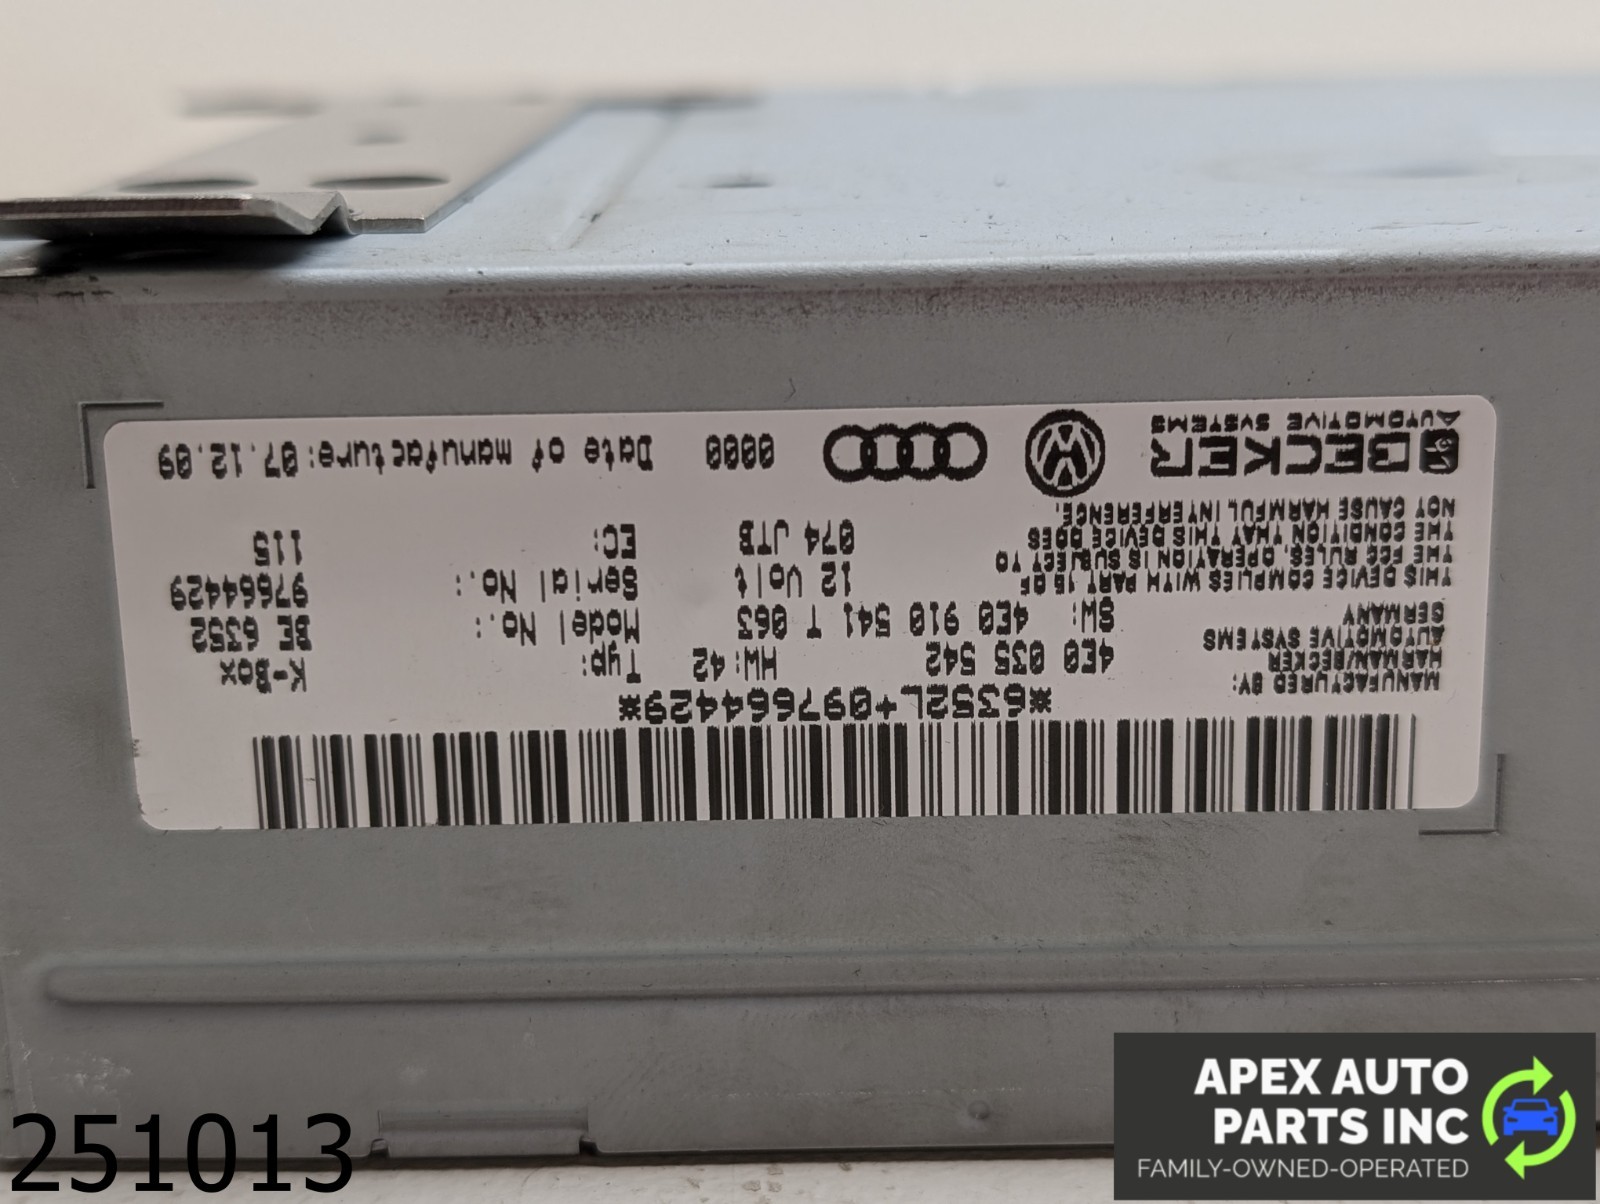 *6352L+097664429*
MANUFACTURED BY:
HARMAN/BECKER
AUTOMOTIVE SYSTEMS
GERMANY
4E0 035 542 HW: 42
SW: 4E0 910 541 T 063
12 Volt
074 JTB
Typ: K-Box
Model No.: BE 6352
Serial No.: 97664429
EC: 115
THIS DEVICE COMPLIES WITH PART 15 OF
THE FCC RULES. OPERATION IS SUBJECT TO
THE CONDITION THAT THIS DEVICE DOES
NOT CAUSE HARMFUL INTERFERENCE.
BECKER
AUTOMOTIVE SYSTEMS
0000 Date of manufacture: 07.12.09
251013
APEX AUTO
PARTS INC
FAMILY-OWNED-OPERATED